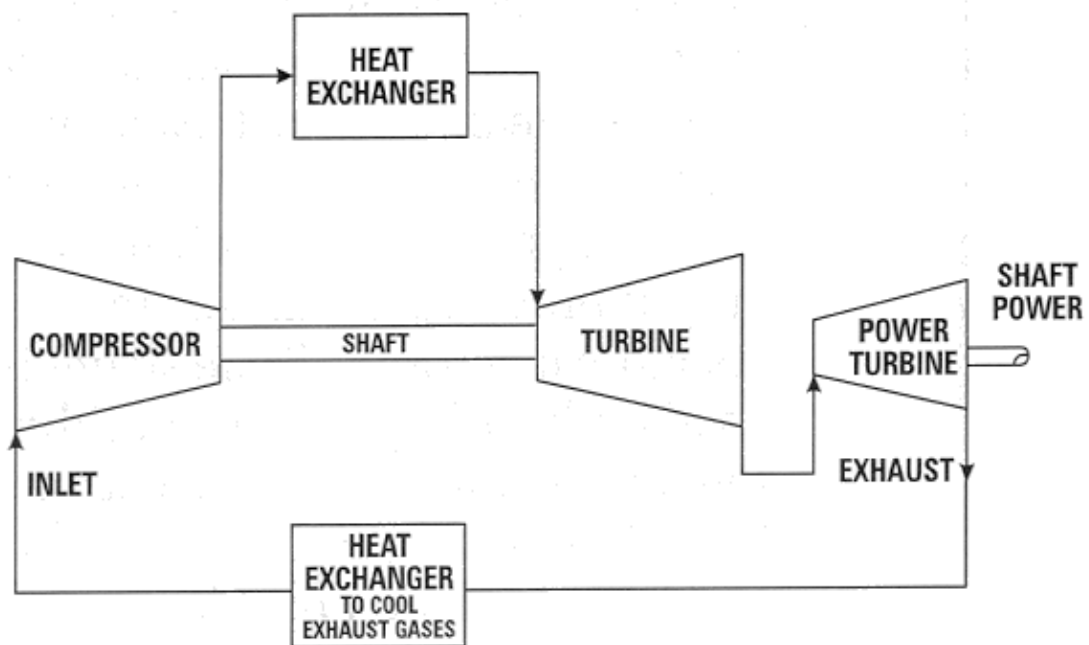 HEAT
EXCHANGER
COMPRESSOR
SHAFT
TURBINE
POWER
TURBINE
SHAFT
POWER
INLET
EXHAUST
HEAT
EXCHANGER
TO COOL
EXHAUST GASES